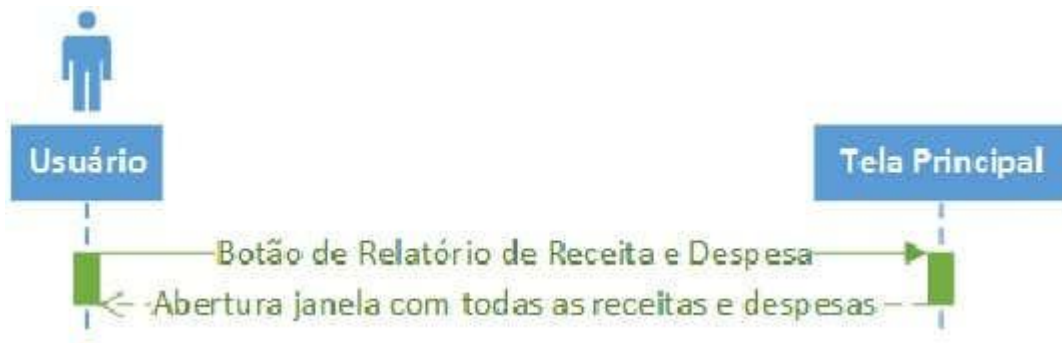 Usuário
Tela Principal
Botão de Relatório de Receita e Despesa
Abertura janela com todas as receitas e despesas